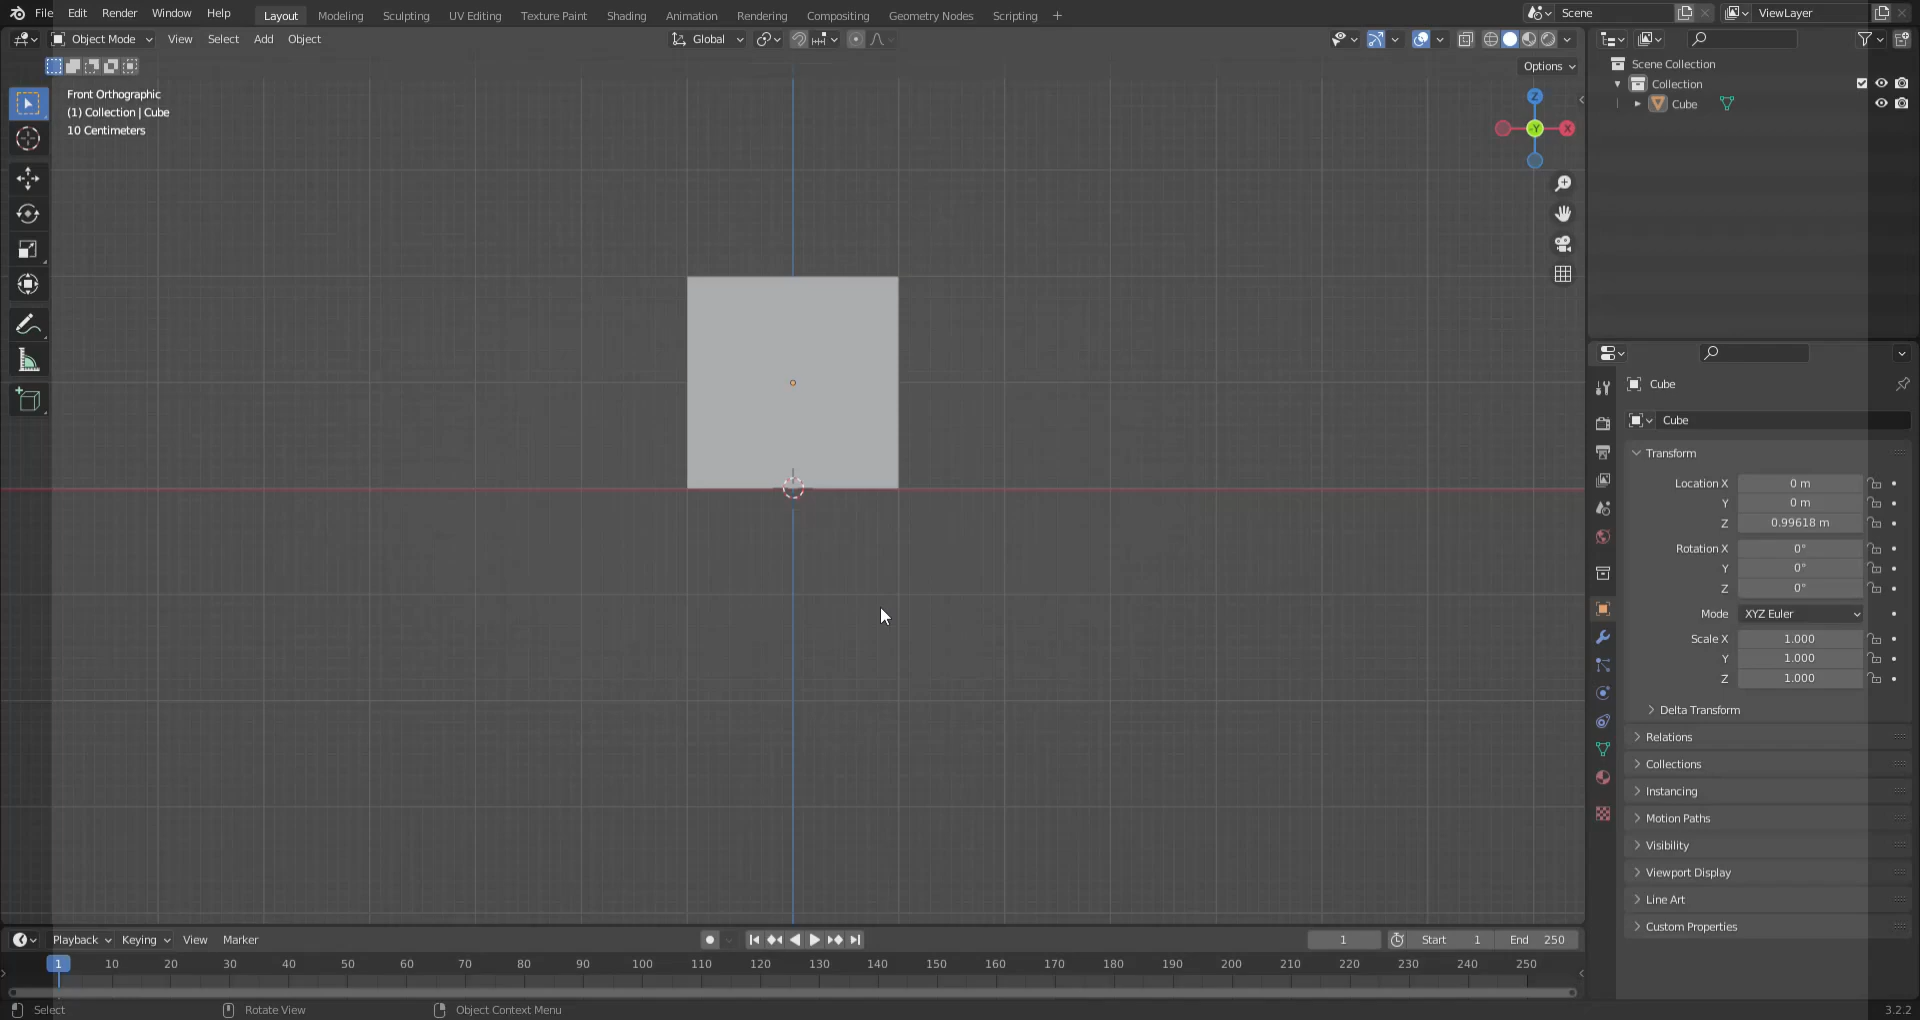 File Edit Render Window Help Layout Modeling Sculpting UV Editing Texture Paint Shading Animation Rendering Compositing Geometry Nodes Scripting + Scene ViewLayer
Object Mode View Select Add Object Global
Options
Front Orthographic
(1) Collection | Cube
10 Centimeters
Z
-Y
X
Scene Collection
Collection
Cube
Cube
Cube
Transform
Location X 0 m
Y 0 m
Z 0.99618 m
Rotation X 0°
Y 0°
Z 0°
Mode XYZ Euler
Scale X 1.000
Y 1.000
Z 1.000
Delta Transform
Relations
Collections
Instancing
Motion Paths
Visibility
Viewport Display
Line Art
Custom Properties
Playback Keying View Marker 1 Start 1 End 250
1 10 20 30 40 50 60 70 80 90 100 110 120 130 140 150 160 170 180 190 200 210 220 230 240 250
Select Rotate View Object Context Menu 3.2.2